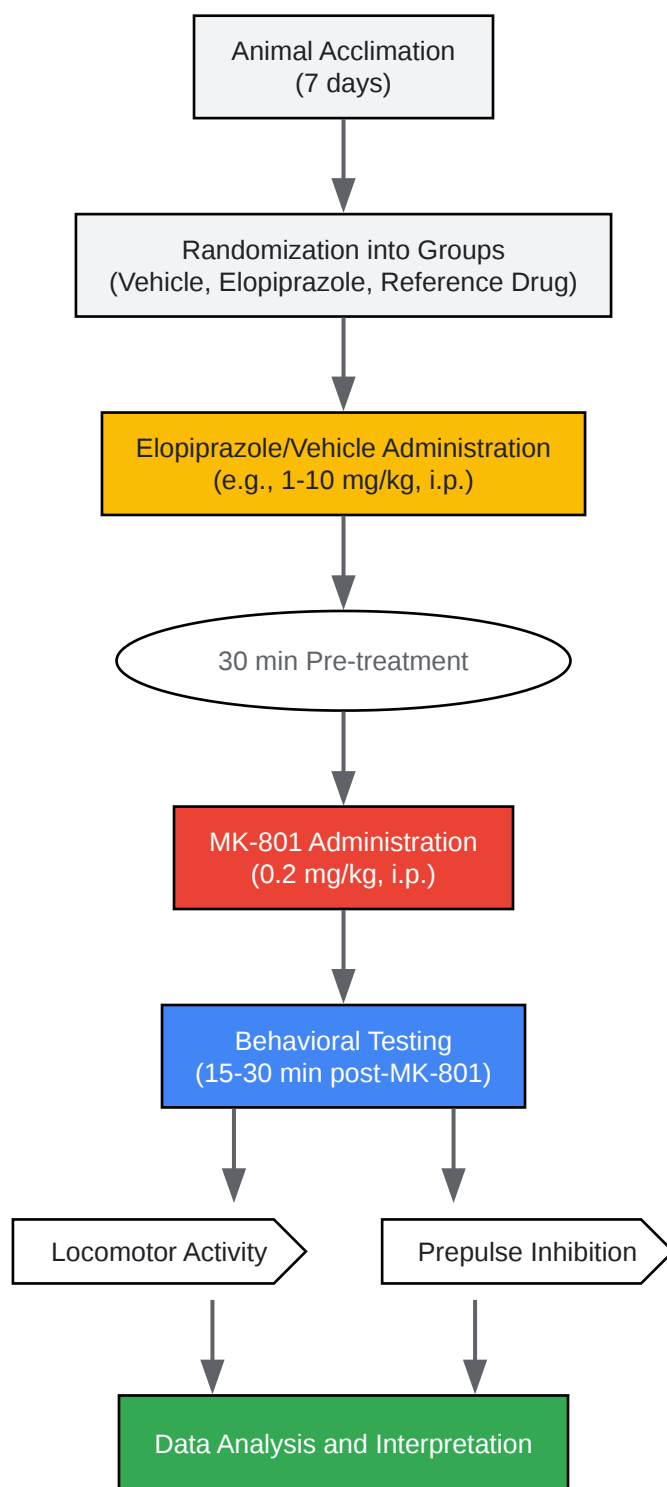 Animal Acclimation
(7 days)
Randomization into Groups
(Vehicle, Elopiprazole, Reference Drug)
Elopiprazole/Vehicle Administration
(e.g., 1-10 mg/kg, i.p.)
30 min Pre-treatment
MK-801 Administration
(0.2 mg/kg, i.p.)
Behavioral Testing
(15-30 min post-MK-801)
Locomotor Activity
Prepulse Inhibition
Data Analysis and Interpretation